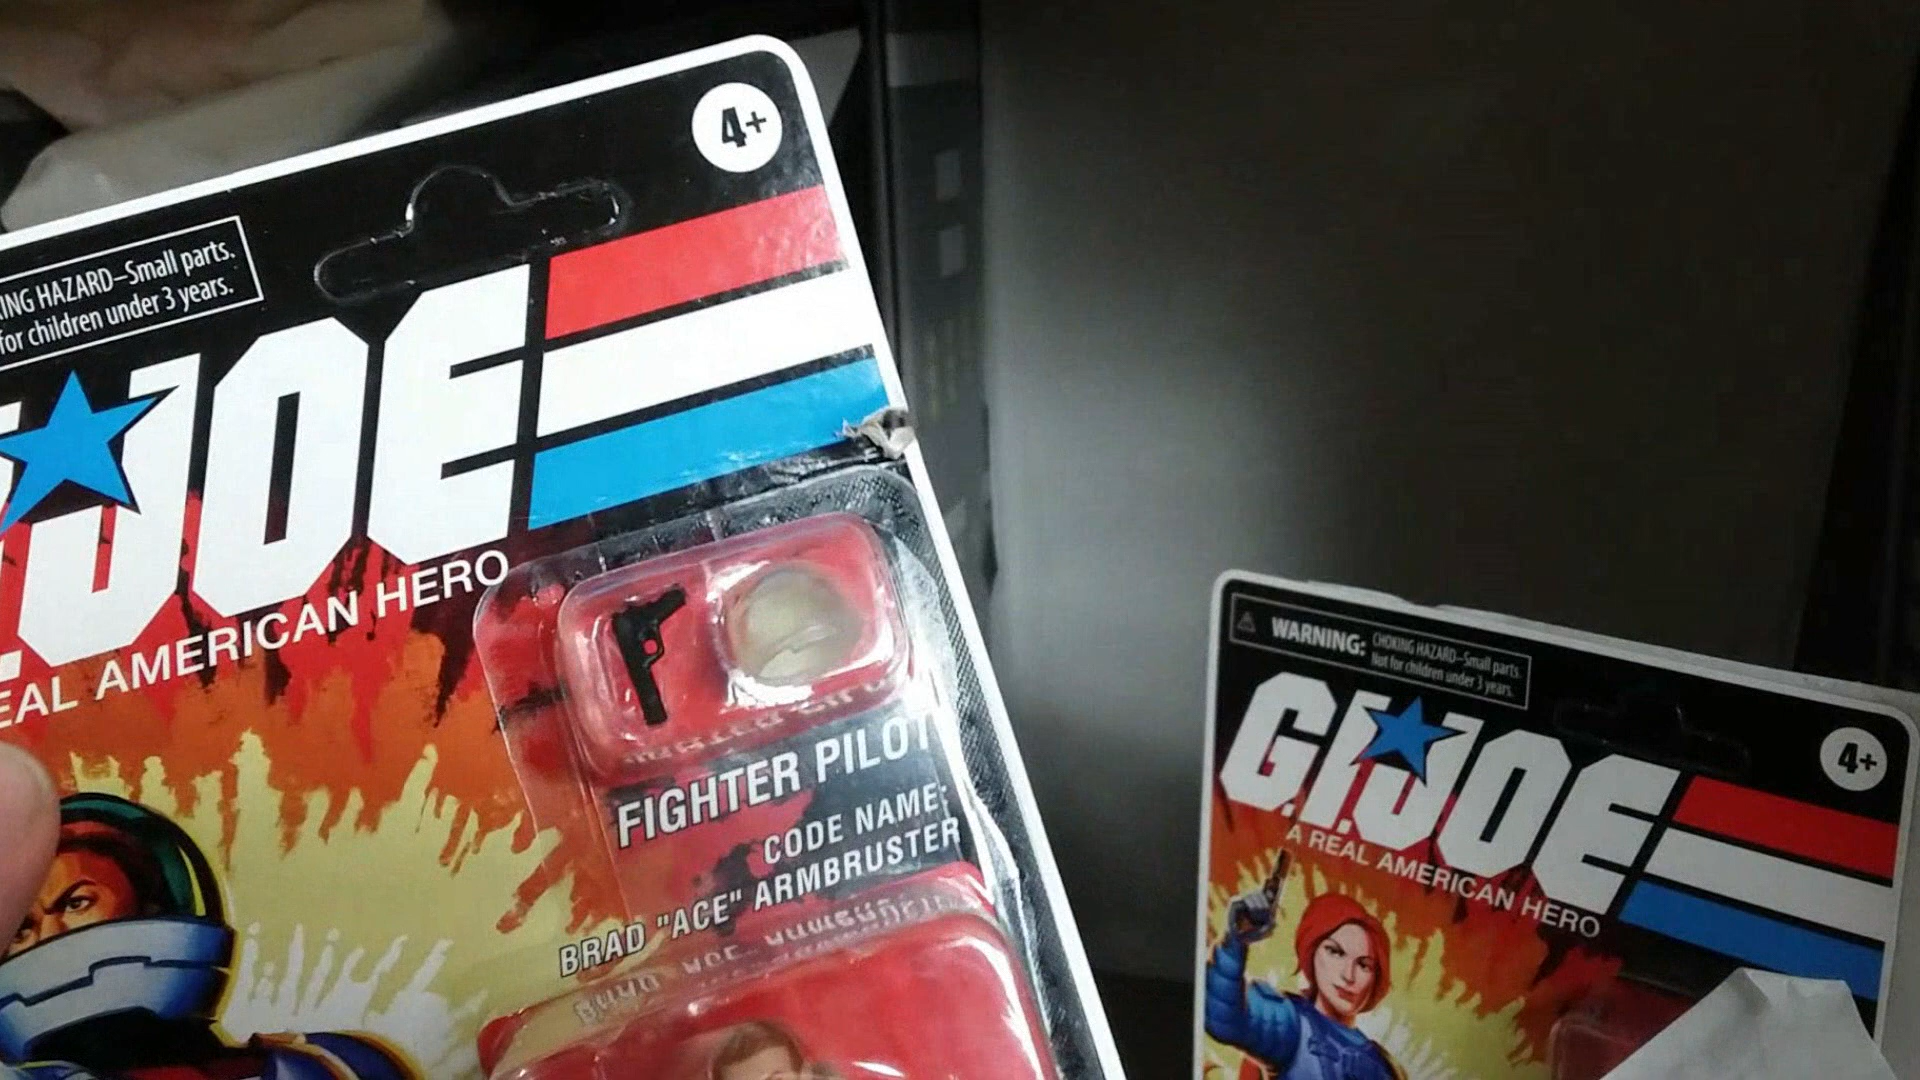 4+
ING HAZARD–Small parts.
for children under 3 years.
JOE
EAL AMERICAN HERO
FIGHTER PILOT
CODE NAME:
BRAD "ACE" ARMBRUSTER
WARNING: CHOKING HAZARD–Small parts.
Not for children under 3 years.
4+
G.I.JOE
A REAL AMERICAN HERO